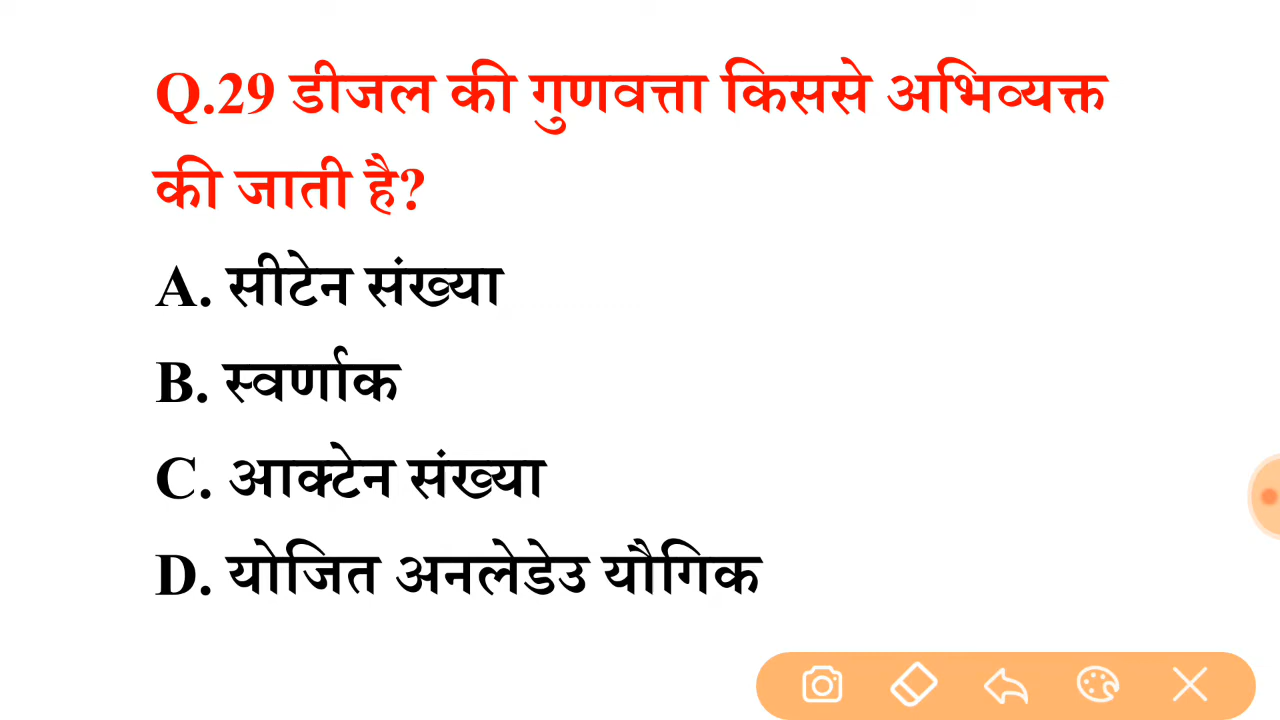 Q.29 डीजल की गुणवत्ता किससे अभिव्यक्त
की जाती है?
A. सीटेन संख्या
B. स्वर्णाक
C. आक्टेन संख्या
D. योजित अनलेडेउ यौगिक